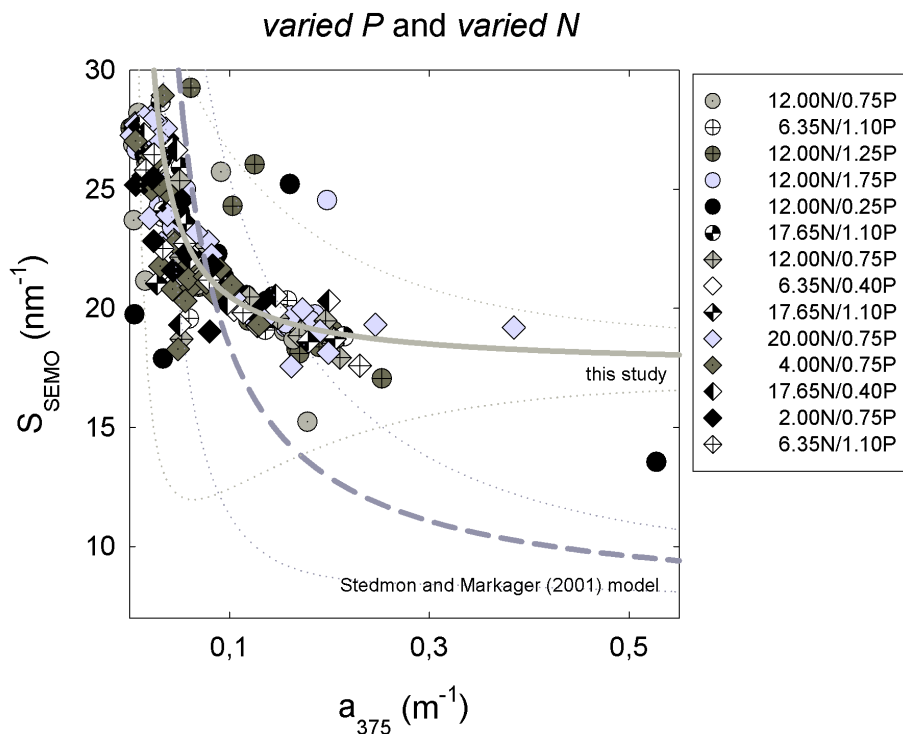 varied P and varied N
30
25
20
15
10
S_SEMO (nm^-1)
0,1
0,3
0,5
a_375 (m^-1)
this study
Stedmon and Markager (2001) model
12.00N/0.75P
6.35N/1.10P
12.00N/1.25P
12.00N/1.75P
12.00N/0.25P
17.65N/1.10P
12.00N/0.75P
6.35N/0.40P
17.65N/1.10P
20.00N/0.75P
4.00N/0.75P
17.65N/0.40P
2.00N/0.75P
6.35N/1.10P